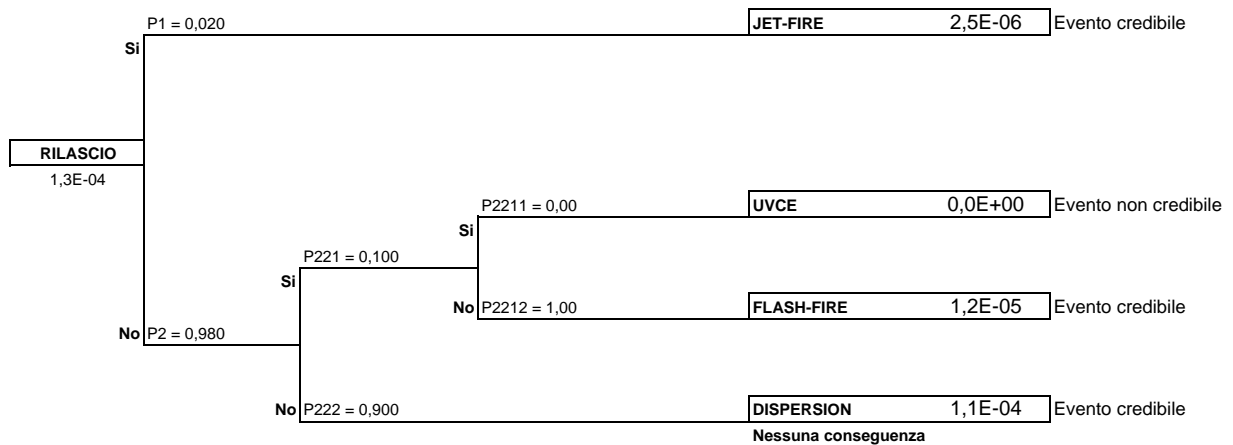 P1 = 0,020
JET-FIRE 2,5E-06 Evento credibile
Si
RILASCIO
1,3E-04
P2211 = 0,00
UVCE 0,0E+00 Evento non credibile
Si
P221 = 0,100
Si
No P2212 = 1,00
FLASH-FIRE 1,2E-05 Evento credibile
No P2 = 0,980
No P222 = 0,900
DISPERSION 1,1E-04 Evento credibile
Nessuna conseguenza